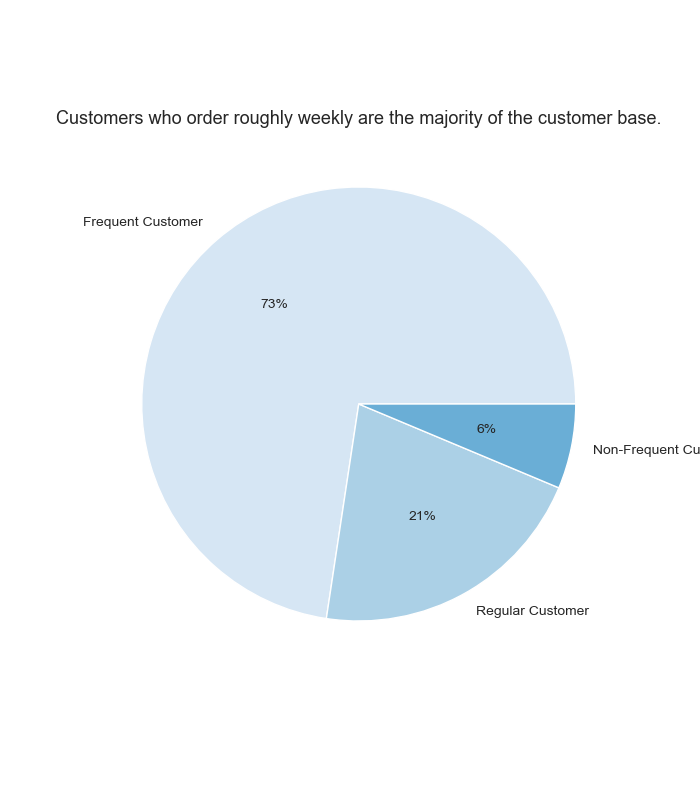 Customers who order roughly weekly are the majority of the customer base.
Frequent Customer
73%
6%
Non-Frequent Cu
21%
Regular Customer